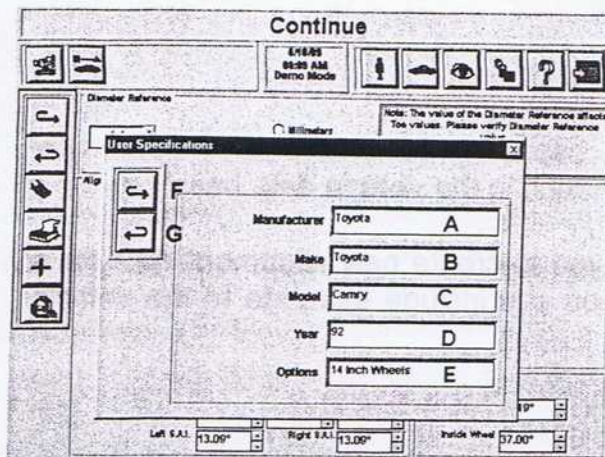 Continue
Demo Mode
Diameter Reference
Millimeters
Note: The value of the Diameter Reference affects
Toe values. Please verify Diameter Reference
value
User Specifications
F
G
Manufacturer Toyota A
Make Toyota B
Model Camry C
Year 92 D
Options 14 Inch Wheels E
Left S.A.I. 13.09° Right S.A.I. 13.09° Inside Wheel 37.00°